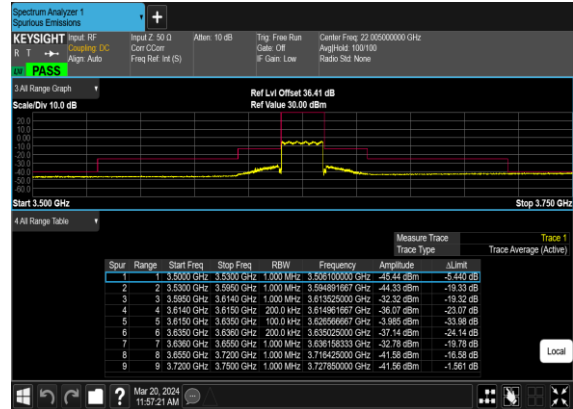 Spectrum Analyzer 1
Spurious Emissions
KEYSIGHT Input: RF Input Z: 50 Ω Atten: 10 dB Trig: Free Run Center Freq: 22.005000000 GHz
R T Coupling: DC Corr CCorr Gate: Off Avg|Hold: 100/100
Align: Auto Freq Ref: Int (S) IF Gain: Low Radio Std: None
PASS
3 All Range Graph
Ref Lvl Offset 36.41 dB
Scale/Div 10.0 dB Ref Value 30.00 dBm
20.0
10.0
0.00
-10.0
-20.0
-30.0
-40.0
-50.0
-60.0
Start 3.500 GHz Stop 3.750 GHz
4 All Range Table
Measure Trace Trace 1
Trace Type Trace Average (Active)
Spur Range Start Freq Stop Freq RBW Frequency Amplitude ΔLimit
1 1 3.5000 GHz 3.5300 GHz 1.000 MHz 3.506100000 GHz -45.44 dBm -5.440 dB
2 2 3.5300 GHz 3.5950 GHz 1.000 MHz 3.594891667 GHz -44.33 dBm -19.33 dB
3 3 3.5950 GHz 3.6140 GHz 1.000 MHz 3.613525000 GHz -32.32 dBm -19.32 dB
4 4 3.6140 GHz 3.6150 GHz 200.0 kHz 3.614961667 GHz -36.07 dBm -23.07 dB
5 5 3.6150 GHz 3.6350 GHz 100.0 kHz 3.626566667 GHz -3.985 dBm -33.98 dB
6 6 3.6350 GHz 3.6360 GHz 200.0 kHz 3.635025000 GHz -37.14 dBm -24.14 dB
7 7 3.6360 GHz 3.6550 GHz 1.000 MHz 3.636158333 GHz -32.78 dBm -19.78 dB
8 8 3.6550 GHz 3.7200 GHz 1.000 MHz 3.716425000 GHz -41.58 dBm -16.58 dB
9 9 3.7200 GHz 3.7500 GHz 1.000 MHz 3.727850000 GHz -41.56 dBm -1.561 dB
Local
Mar 20, 2024
11:57:21 AM